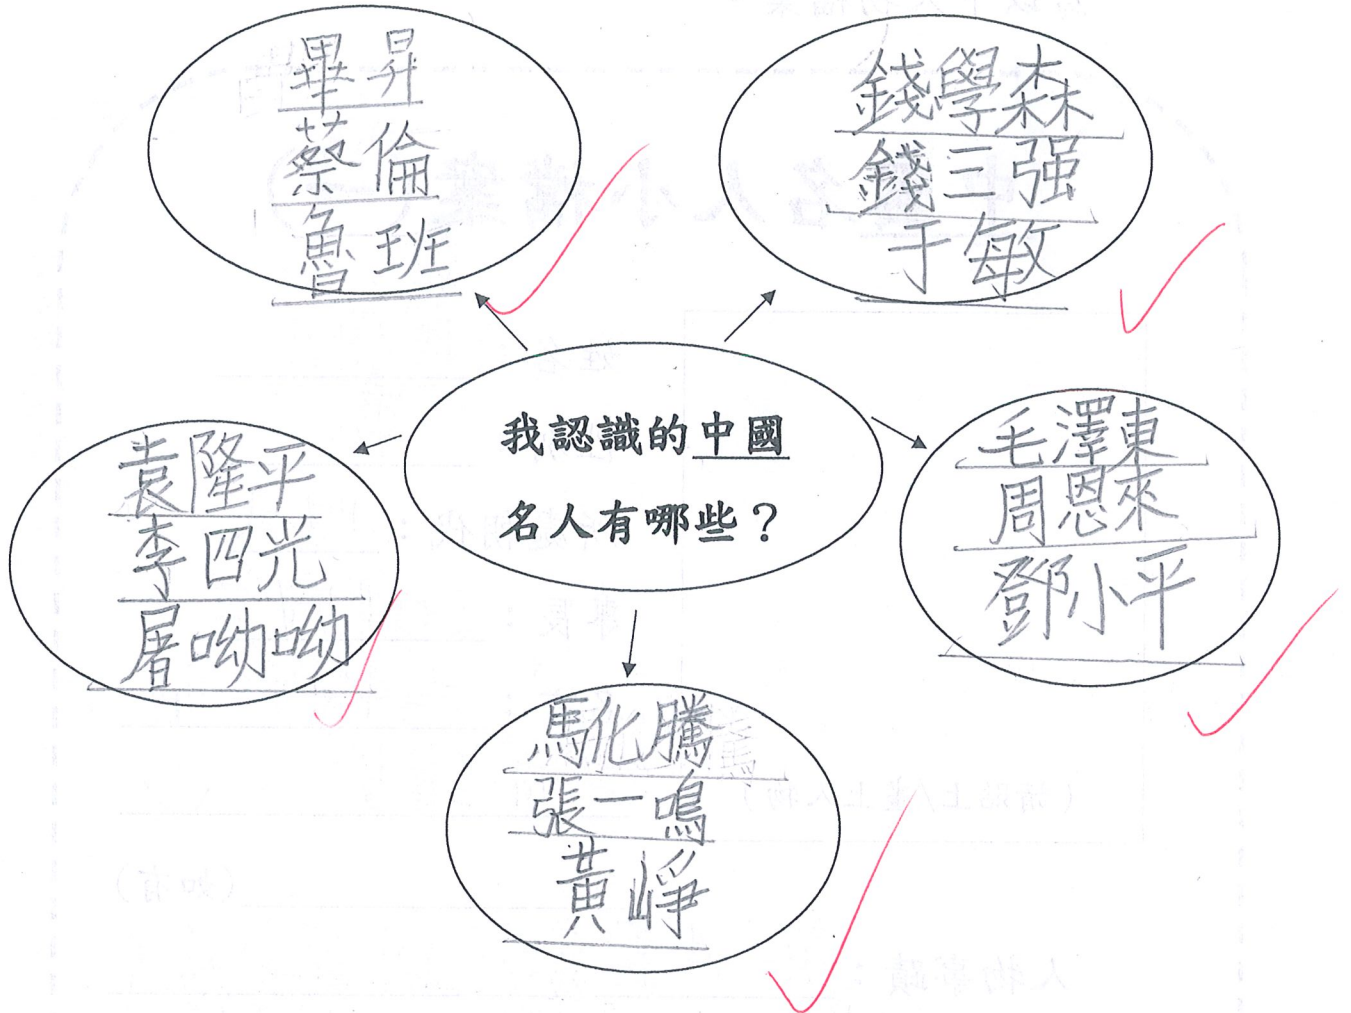 畢昇
蔡倫
魯班
錢學森
錢三强
于敏
我認識的中國
名人有哪些？
袁隆平
李四光
屠呦呦
毛澤東
周恩來
鄧小平
馬化騰
張一鳴
黃崢